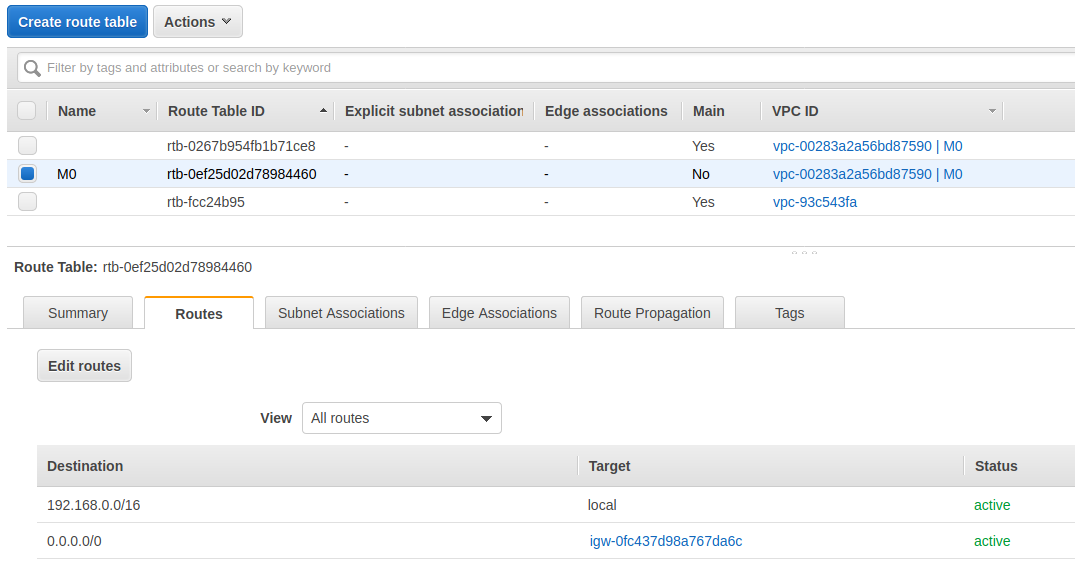 Create route table Actions
Filter by tags and attributes or search by keyword
Name Route Table ID Explicit subnet association Edge associations Main VPC ID
rtb-0267b954fb1b71ce8 - - Yes vpc-00283a2a56bd87590 | M0
M0 rtb-0ef25d02d78984460 - - No vpc-00283a2a56bd87590 | M0
rtb-fcc24b95 - - Yes vpc-93c543fa
Route Table: rtb-0ef25d02d78984460
Summary Routes Subnet Associations Edge Associations Route Propagation Tags
Edit routes
View All routes
Destination Target Status
192.168.0.0/16 local active
0.0.0.0/0 igw-0fc437d98a767da6c active